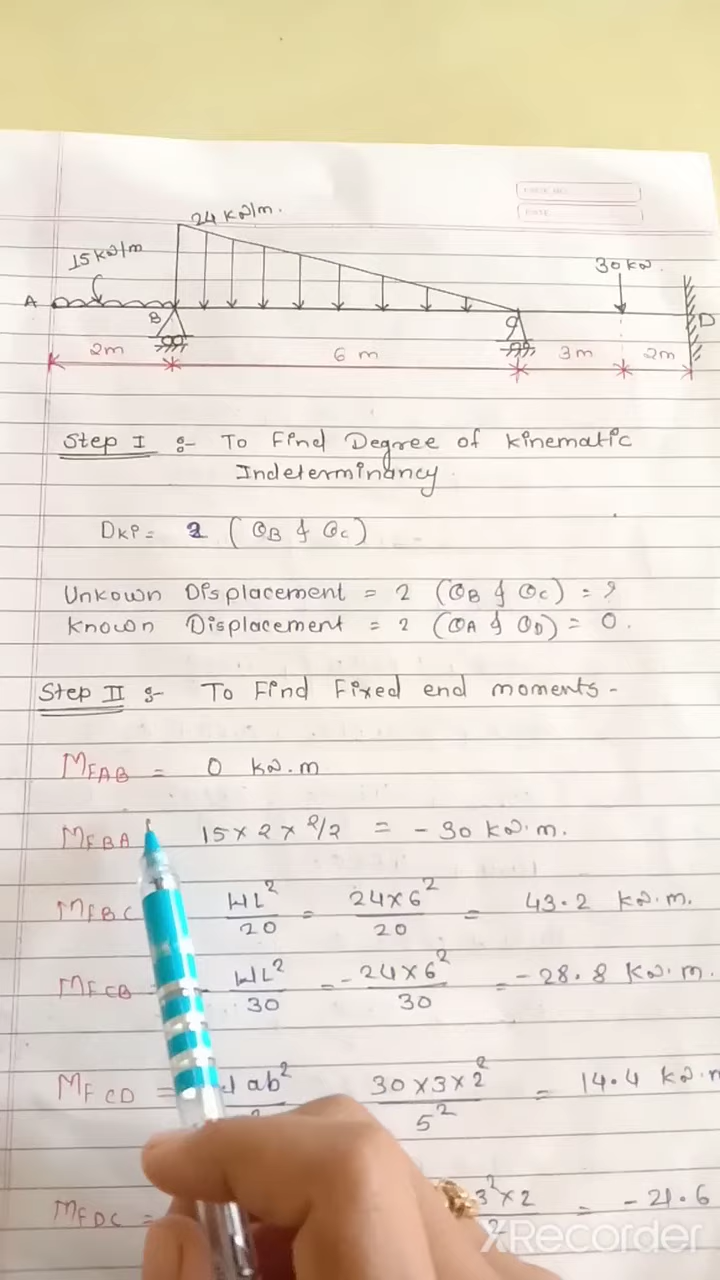 24 kN/m.
15 kN/m
30 kN.
A
B
C
D
2m
6 m
3m
2m
Step I :- To Find Degree of Kinematic
Indeterminancy.
Dki = 2 (θB & θc)
Unkown Displacement = 2 (θB & θc) = ?
Known Displacement = 2 (θA & θD) = 0.
Step II :- To Find Fixed end moments -
MFAB = 0 kN.m
MFBA 15 × 2 × 2/2 = - 30 kN.m.
MFBC WL²/20 = 24×6²/20 = 43.2 kN.m.
MFCB - WL²/30 = -24×6²/30 = -28.8 kN.m.
MFCD = ab² 30×3×2²/5² = 14.4 kN.m
MFDC = 3²×2 = -21.6
XRecorder